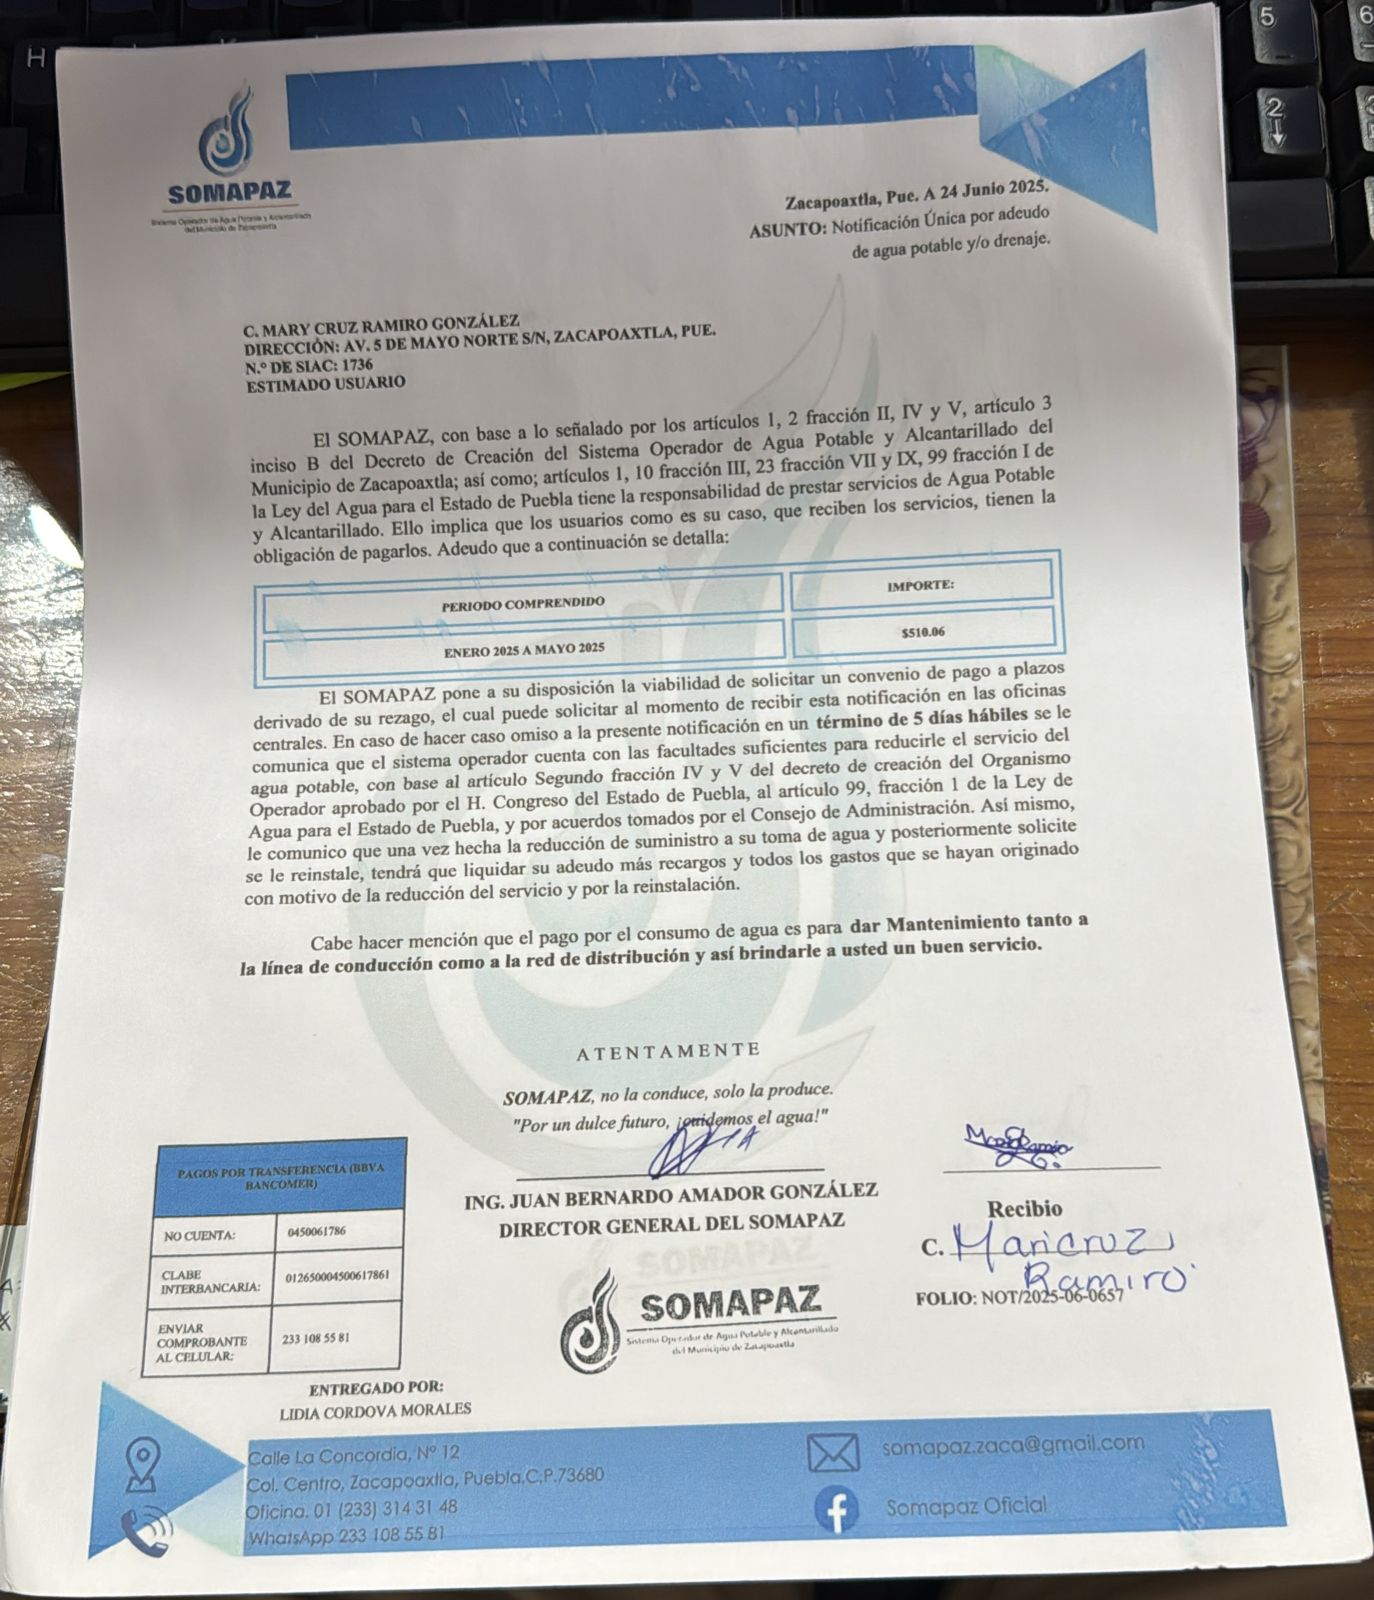 SOMAPAZ
Sistema Operador de Agua Potable y Alcantarillado
del Municipio de Zacapoaxtla
Zacapoaxtla, Pue. A 24 Junio 2025.
ASUNTO: Notificación Única por adeudo
de agua potable y/o drenaje.
C. MARY CRUZ RAMIRO GONZÁLEZ
DIRECCIÓN: AV. 5 DE MAYO NORTE S/N, ZACAPOAXTLA, PUE.
N.º DE SIAC: 1736
ESTIMADO USUARIO
El SOMAPAZ, con base a lo señalado por los artículos 1, 2 fracción II, IV y V, artículo 3
inciso B del Decreto de Creación del Sistema Operador de Agua Potable y Alcantarillado del
Municipio de Zacapoaxtla; así como; artículos 1, 10 fracción III, 23 fracción VII y IX, 99 fracción I de
la Ley del Agua para el Estado de Puebla tiene la responsabilidad de prestar servicios de Agua Potable
y Alcantarillado. Ello implica que los usuarios como es su caso, que reciben los servicios, tienen la
obligación de pagarlos. Adeudo que a continuación se detalla:
PERIODO COMPRENDIDO
IMPORTE:
ENERO 2025 A MAYO 2025
$510.06
El SOMAPAZ pone a su disposición la viabilidad de solicitar un convenio de pago a plazos
derivado de su rezago, el cual puede solicitar al momento de recibir esta notificación en las oficinas
centrales. En caso de hacer caso omiso a la presente notificación en un término de 5 días hábiles se le
comunica que el sistema operador cuenta con las facultades suficientes para reducirle el servicio del
agua potable, con base al artículo Segundo fracción IV y V del decreto de creación del Organismo
Operador aprobado por el H. Congreso del Estado de Puebla, al artículo 99, fracción 1 de la Ley de
Agua para el Estado de Puebla, y por acuerdos tomados por el Consejo de Administración. Así mismo,
le comunico que una vez hecha la reducción de suministro a su toma de agua y posteriormente solicite
se le reinstale, tendrá que liquidar su adeudo más recargos y todos los gastos que se hayan originado
con motivo de la reducción del servicio y por la reinstalación.
Cabe hacer mención que el pago por el consumo de agua es para dar Mantenimiento tanto a
la línea de conducción como a la red de distribución y así brindarle a usted un buen servicio.
ATENTAMENTE
SOMAPAZ, no la conduce, solo la produce.
"Por un dulce futuro, ¡cuidemos el agua!"
ING. JUAN BERNARDO AMADOR GONZÁLEZ
DIRECTOR GENERAL DEL SOMAPAZ
SOMAPAZ
Sistema Operador de Agua Potable y Alcantarillado
del Municipio de Zacapoaxtla
Recibio
C. Maricruz
Ramiro
FOLIO: NOT/2025-06-0657
PAGOS POR TRANSFERENCIA (BBVA
BANCOMER)
NO CUENTA:
0450061786
CLABE
INTERBANCARIA:
012650004500617861
ENVIAR
COMPROBANTE
AL CELULAR:
233 108 55 81
ENTREGADO POR:
LIDIA CORDOVA MORALES
Calle La Concordia, Nº 12
Col. Centro, Zacapoaxtla, Puebla.C.P.73680
Oficina. 01 (233) 314 31 48
WhatsApp 233 108 55 81
somapaz.zaca@gmail.com
Somapaz Oficial
H
5
6
2